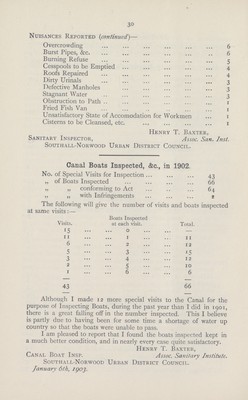 30
NUISANCES REPORTED (continued)—
Overcrowding ... ... ... ... ... ... 6
Burst Pipes, &c. ... ... ... ... ... 6
Burning Refuse ... ... ... ... ... 5
Cesspools to be Emptied ... ... ... ... 4
Roofs Repaired ... ... ... ... ... 4
Dirty Urinals ... ... ... ... ... 3
Defective Manholes ... ... ... ... 3
Stagnant Water ... ... ... ... ... 3
Obstruction to Path .. ... ... ... ... 1
Fried Fish Van ... ... ... ... ... 1
Unsatisfactory State of Accomodation for Workmen ... 1
Cisterns to be Cleansed, etc. ... ... ... 1
HENRY T. BAXTER,
SANITARY INSPECTOR, Assoc. San. Inst.
SOUTHALL-NORWOOD URBAN DISTRICT COUNCIL.
Canal Boats Inspected, &c, in 1902.
No. of Special Visits for Inspection ... ... ... 43
„ of Boats Inspected ... ... ... ... 66
„ „ conforming to Act ... ... ... 64
„ „ with Infringements ... ... ... 2
The following will give the number of visits and boats inspected
at same visits :—
Visits. Boats Inspected at each visit. Total.
15 ... ... 0 ... ...
11 ... ... 1 ... ... 11
6 ... ... 2 ... ... 12
5 ... ... 3 ... ... 15
3 ... ... 4 ... ... 12
2 ... ... 5 ... ... 10
1 ... ... 6 ... ... 6
43 66
Although I made 12 more special visits to the Canal for the
purpose of Inspecting Boats, during the past year than I did in 1901,
there is a great falling off in the number inspected. This I believe
is partly due to having been for some time a shortage of water up
country so that the boats were unable to pass.
I am pleased to report that I found the boats inspected kept in
a much better condition, and in nearly every case quite satisfactory.
HENRY T. BAXTER,
CANAL BOAT INSP. Assoc. Sanitary Institute.
SOUTHALL-NORWOOD URBAN DISTRICT COUNCIL.
January 6th, 1903.